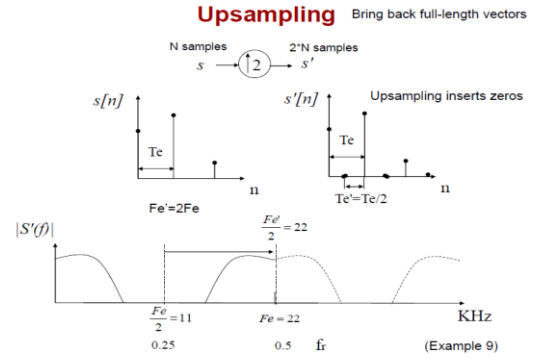 Upsampling
Bring back full-length vectors
N samples
2*N samples
s
↑2
s'
s[n]
s'[n]
Upsampling inserts zeros
Te
Te
n
n
Te'=Te/2
Fe'=2Fe
Fe'/2 = 22
|S'(f)|
Fe/2 =11
Fe = 22
KHz
0.25
0.5
fr
(Example 9)